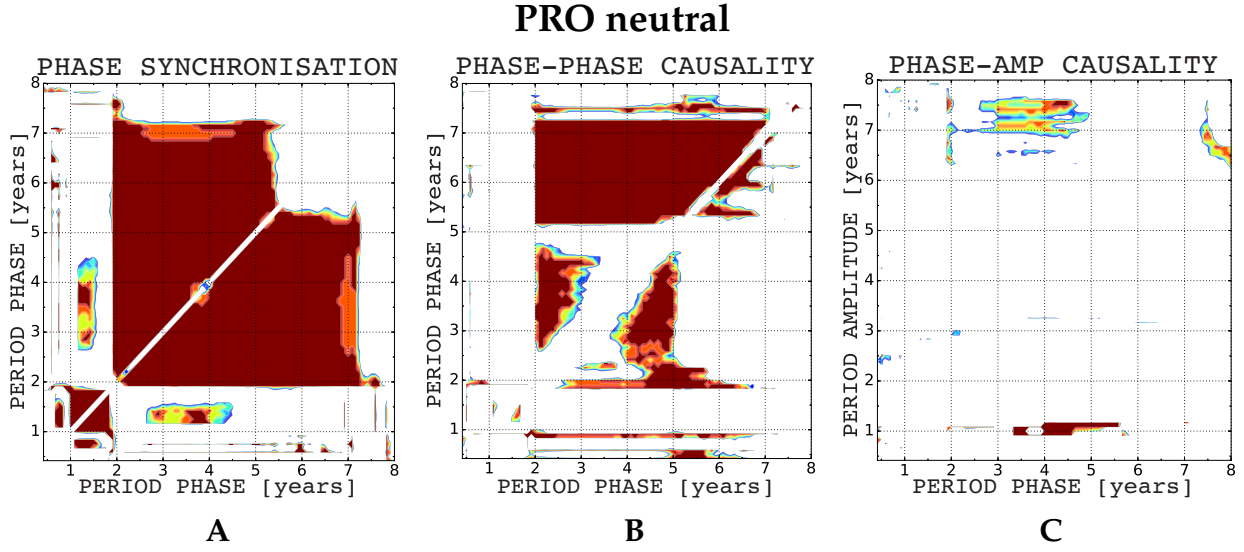 PRO neutral
PHASE SYNCHRONISATION
PERIOD PHASE [years]
8
7
6
5
4
3
2
1
1 2 3 4 5 6 7 8
PERIOD PHASE [years]
A
PHASE-PHASE CAUSALITY
PERIOD PHASE [years]
8
7
6
5
4
3
2
1
1 2 3 4 5 6 7 8
PERIOD PHASE [years]
B
PHASE-AMP CAUSALITY
PERIOD AMPLITUDE [years]
8
7
6
5
4
3
2
1
1 2 3 4 5 6 7 8
PERIOD PHASE [years]
C